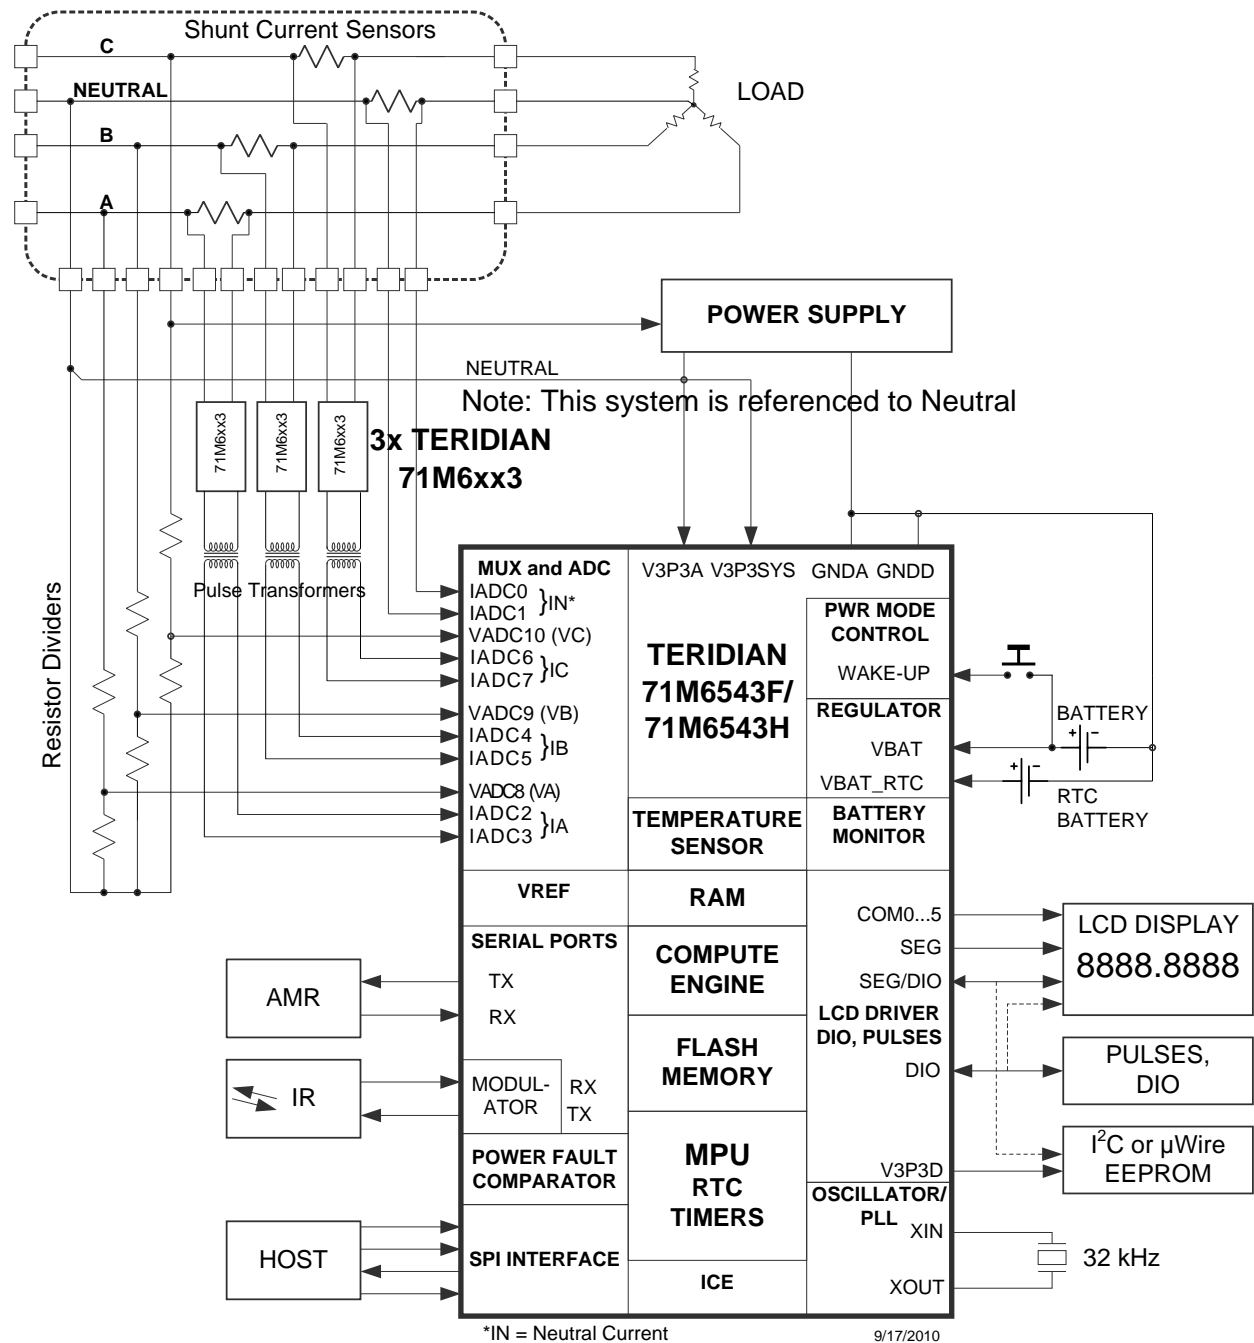 Shunt Current Sensors
C
NEUTRAL
B
A
LOAD
POWER SUPPLY
NEUTRAL
Note: This system is referenced to Neutral
71M6xx3
71M6xx3
71M6xx3
3x TERIDIAN
71M6xx3
Pulse Transformers
Resistor Dividers
MUX and ADC
IADC0
IADC1
}IN*
VADC10 (VC)
IADC6
IADC7
}IC
VADC9 (VB)
IADC4
IADC5
}IB
VADC8 (VA)
IADC2
IADC3
}IA
V3P3A V3P3SYS GNDA GNDD
TERIDIAN
71M6543F/
71M6543H
PWR MODE
CONTROL
WAKE-UP
REGULATOR
VBAT
VBAT_RTC
BATTERY
+ -
+ -
RTC
BATTERY
TEMPERATURE
SENSOR
BATTERY
MONITOR
VREF
RAM
SERIAL PORTS
TX
RX
AMR
COMPUTE
ENGINE
COM0...5
SEG
SEG/DIO
LCD DRIVER
DIO, PULSES
DIO
LCD DISPLAY
8888.8888
FLASH
MEMORY
PULSES,
DIO
IR
MODUL-
ATOR
RX
TX
POWER FAULT
COMPARATOR
MPU
RTC
TIMERS
V3P3D
I²C or µWire
EEPROM
OSCILLATOR/
PLL
XIN
XOUT
32 kHz
HOST
SPI INTERFACE
ICE
*IN = Neutral Current
9/17/2010